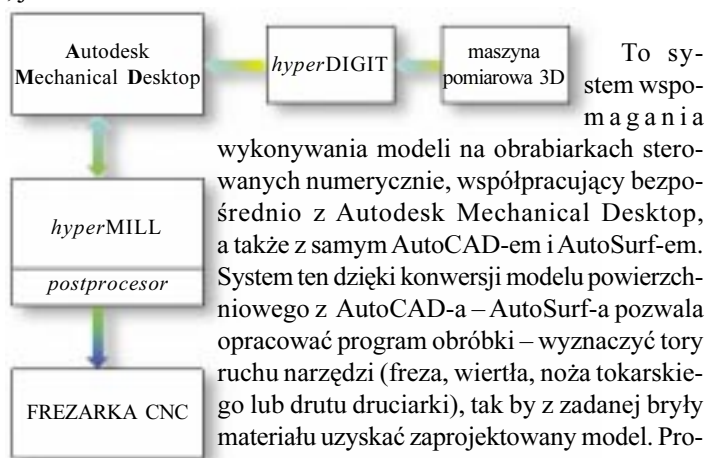 Autodesk
Mechanical Desktop
hyperDIGIT
maszyna
pomiarowa 3D
hyperMILL
postprocesor
FREZARKA CNC
To sy-
stem wspo-
magania
wykonywania modeli na obrabiarkach stero-
wanych numerycznie, współpracujący bezpo-
średnio z Autodesk Mechanical Desktop,
a także z samym AutoCAD-em i AutoSurf-em.
System ten dzięki konwersji modelu powierzch-
niowego z AutoCAD-a – AutoSurf-a pozwala
opracować program obróbki – wyznaczyć tory
ruchu narzędzi (freza, wiertła, noża tokarskie-
go lub drutu druciarki), tak by z zadanej bryły
materiału uzyskać zaprojektowany model. Pro-